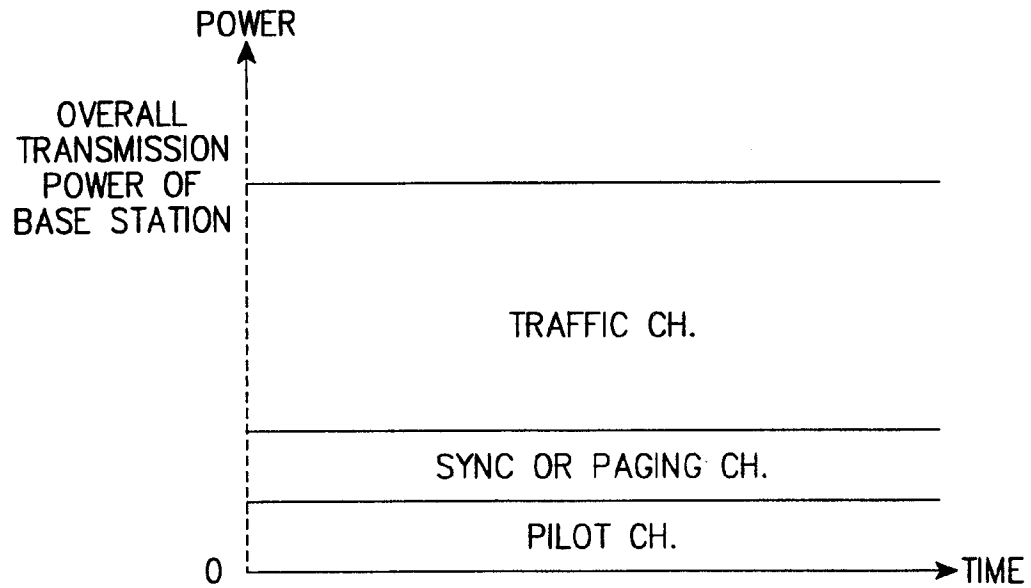 POWER
OVERALL
TRANSMISSION
POWER OF
BASE STATION
TRAFFIC CH.
SYNC OR PAGING CH.
PILOT CH.
0
TIME